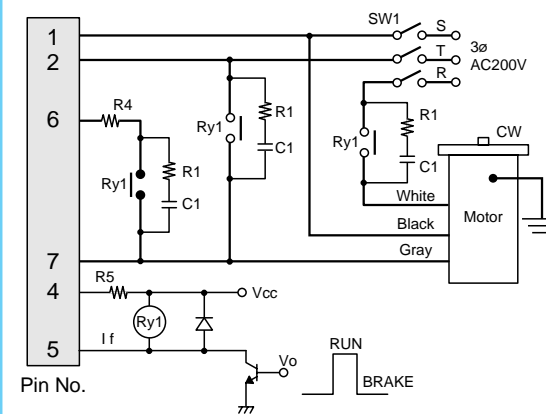 1
2
6
7
4
5
Pin No.
SW1
S
T
R
3ø
AC200V
R4
Ry1
R1
C1
Ry1
R1
C1
Ry1
R1
C1
CW
White
Black
Gray
Motor
R5
Vcc
Ry1
I f
Vo
RUN
BRAKE